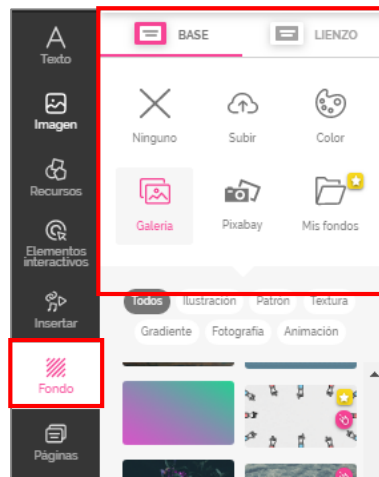 Texto
Imagen
Recursos
Elementos
interactivos
Insertar
Fondo
Páginas
BASE
LIENZO
Ninguno
Subir
Color
Galeria
Pixabay
Mis fondos
Todos
Ilustración
Patrón
Textura
Gradiente
Fotografía
Animación